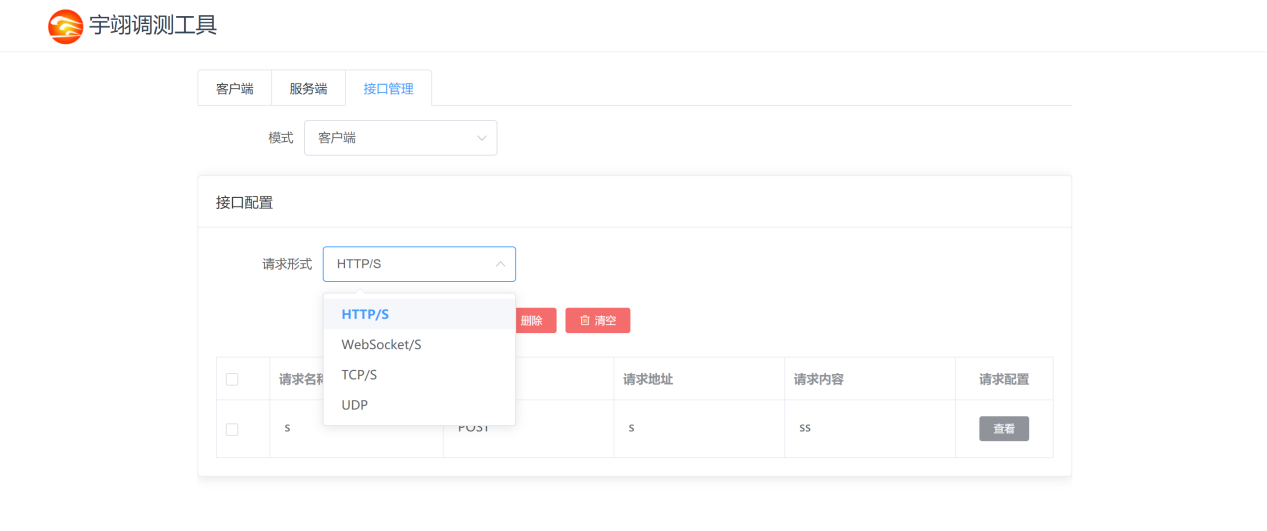 宇翊调测工具
客户端 服务端 接口管理
模式 客户端
接口配置
请求形式 HTTP/S
HTTP/S
WebSocket/S
TCP/S
UDP
删除 清空
请求名称 请求地址 请求内容 请求配置
s POST s ss 查看